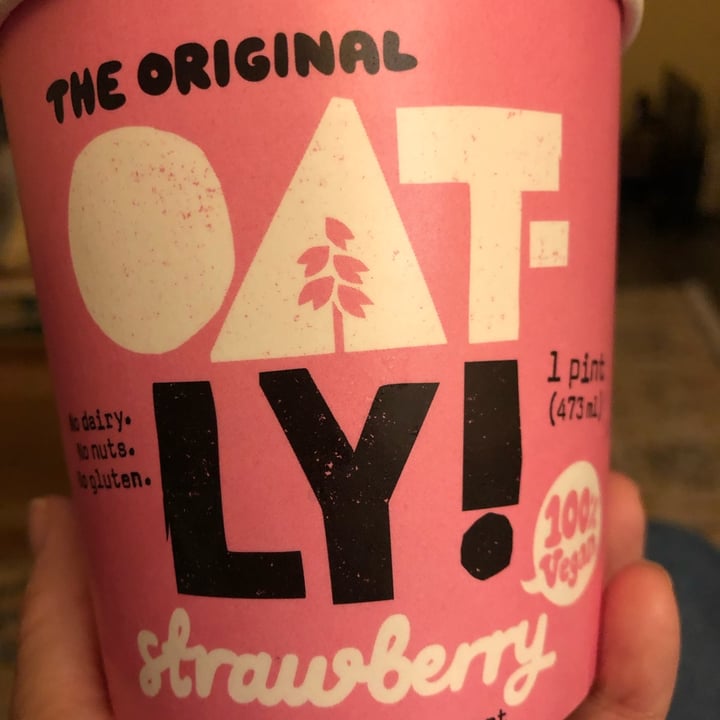 THE ORIGINAL
OAT-
LY!
1 pint
(473 ml)
No dairy.
No nuts.
No gluten.
100%
Vegan
strawberry